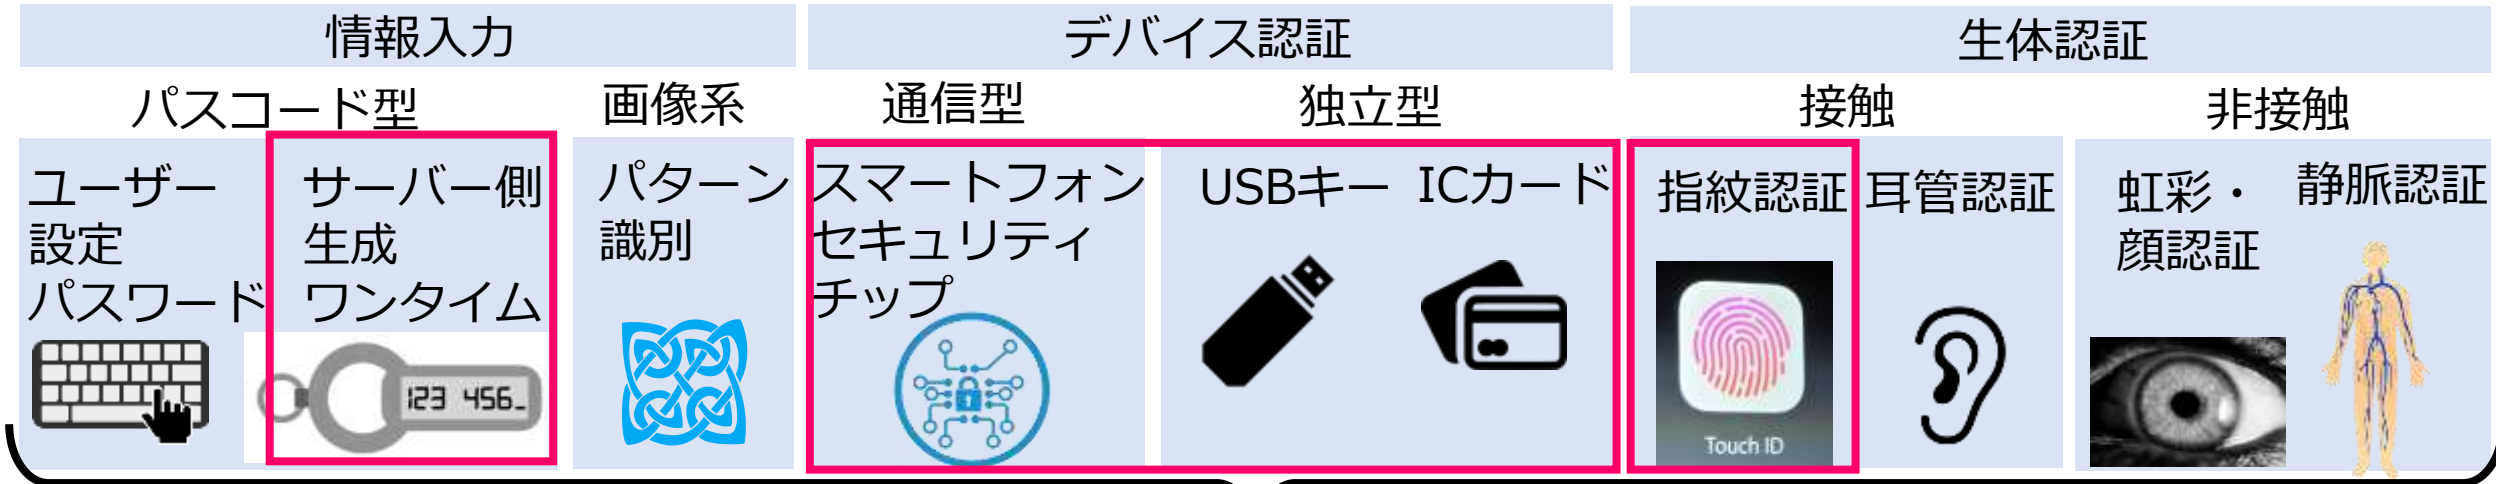 情報入力
デバイス認証
生体認証
パスコード型
画像系
通信型
独立型
接触
非接触
ユーザー
設定
パスワード
サーバー側
生成
ワンタイム
123 456_
パターン
識別
スマートフォン
セキュリティ
チップ
USBキー
ICカード
指紋認証
Touch ID
耳管認証
虹彩・
顔認証
静脈認証